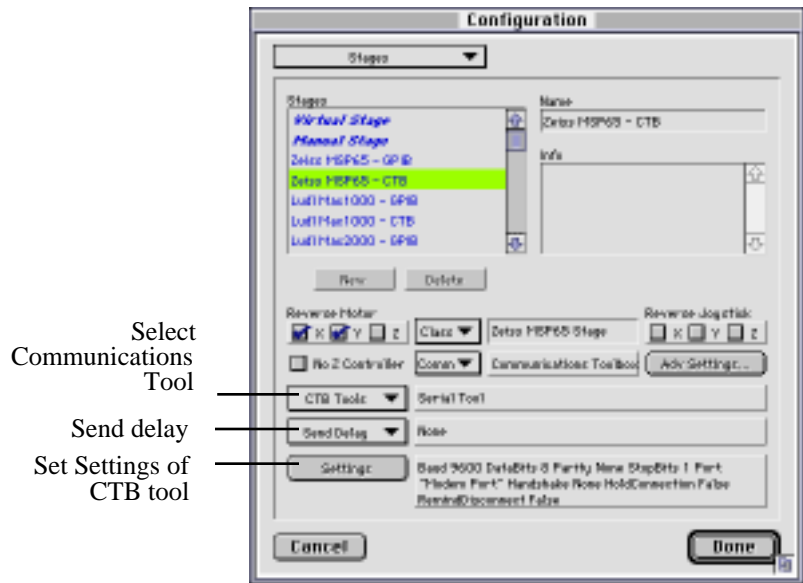 Configuration
Stages
Stages
Virtual Stage
Manual Stage
Zeiss MSP65 - GPIB
Zeiss MSP65 - CTB
Ludl Mac1000 - GPIB
Ludl Mac1000 - CTB
Ludl Mac2000 - GPIB
Name
Zeiss MSP65 - CTB
Info
New
Delete
Reverse Motor
X Y Z
Class
Zeiss MSP65 Stage
Reverse Joystick
X Y Z
No Z Controller
Comm
Communications Toolbox
Adv Settings...
Select
Communications
Tool
CTB Tools
Serial Tool
Send delay
Send Delay
None
Set Settings of
CTB tool
Settings
Baud 9600 DataBits 8 Parity None StopBits 1 Port
"Modem Port" Handshake None HoldConnection False
RemindDisconnect False
Cancel
Done